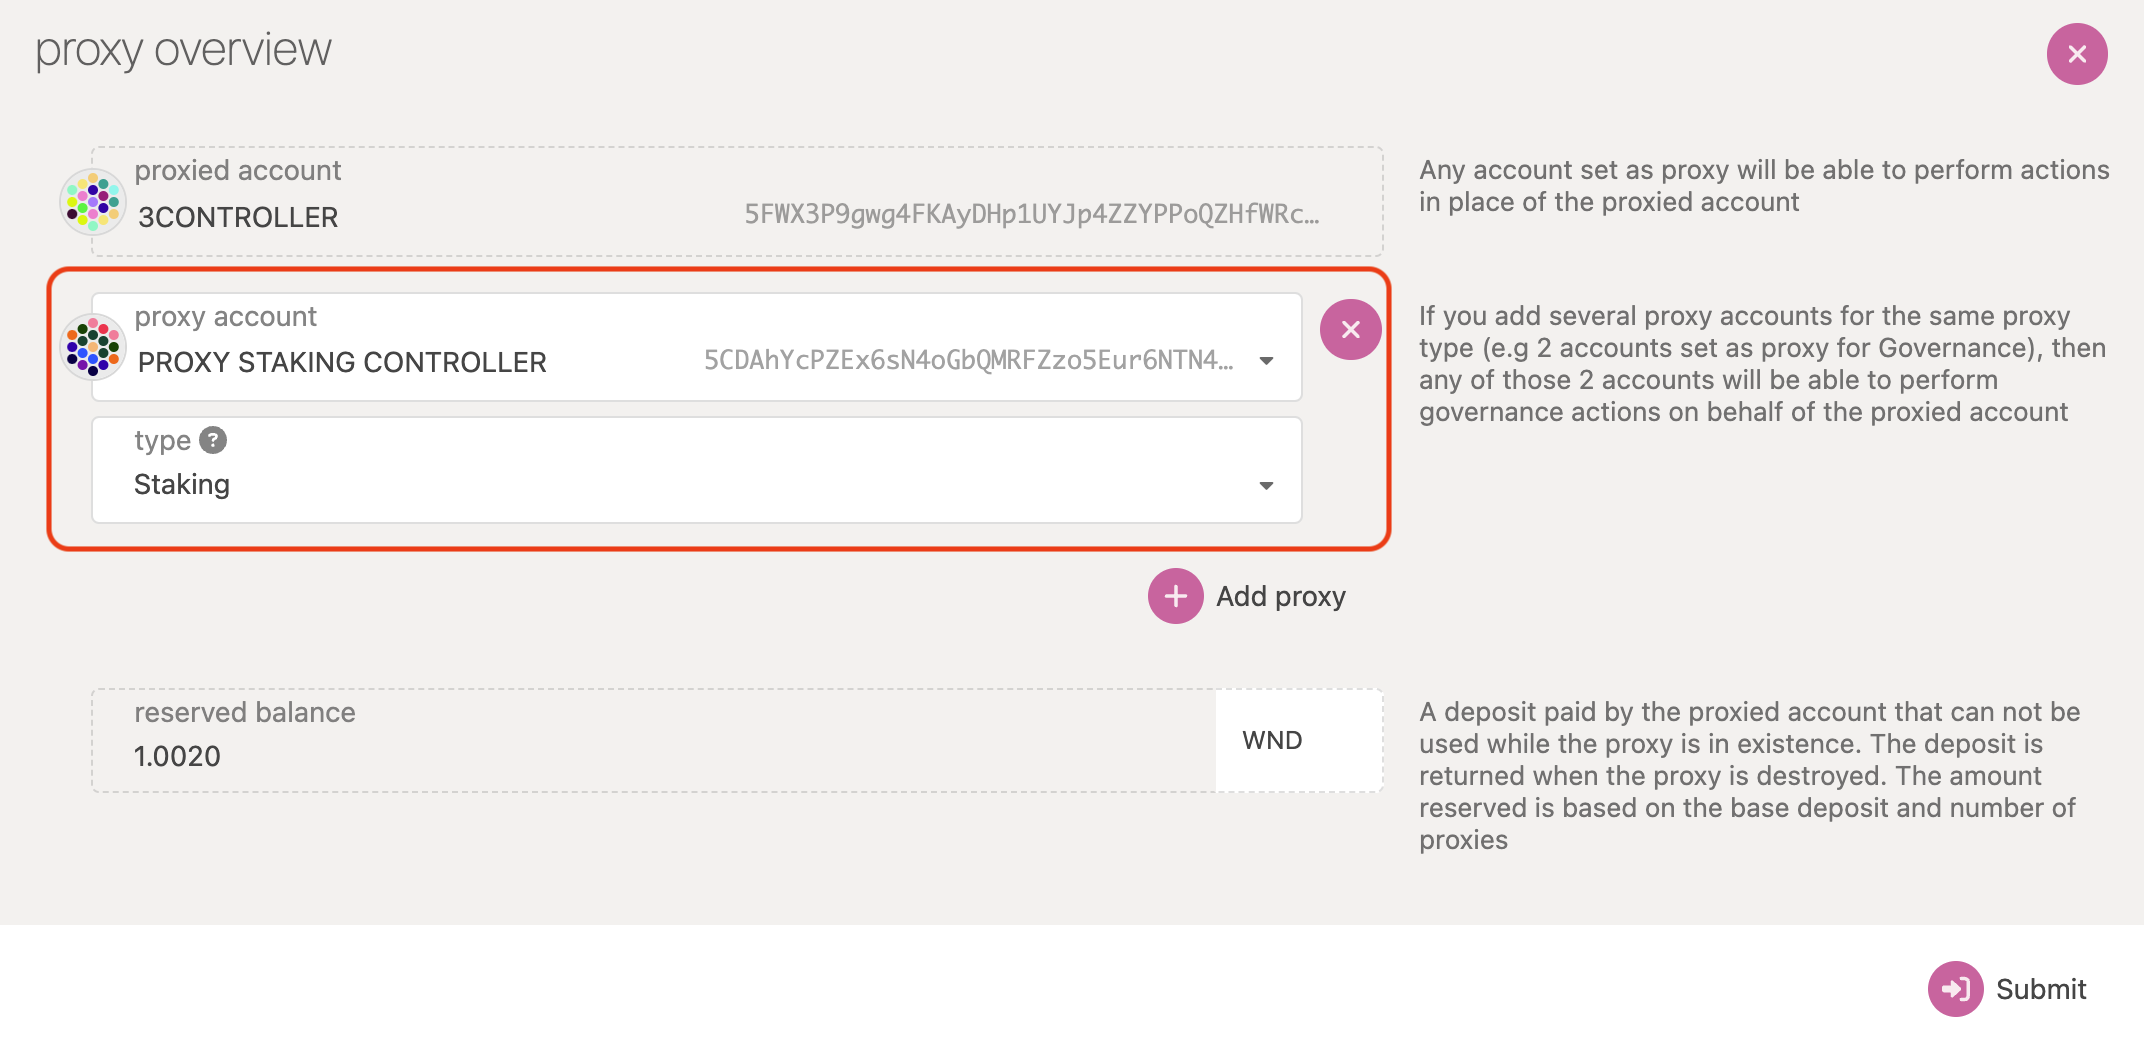 proxy overview
proxied account
3CONTROLLER
5FWX3P9gwg4FKAyDHp1UYJp4ZZYPPoQZHfWRc…
Any account set as proxy will be able to perform actions
in place of the proxied account
proxy account
PROXY STAKING CONTROLLER
5CDAhYcPZEx6sN4oGbQMRFZzo5Eur6NTN4…
type ?
Staking
If you add several proxy accounts for the same proxy
type (e.g 2 accounts set as proxy for Governance), then
any of those 2 accounts will be able to perform
governance actions on behalf of the proxied account
Add proxy
reserved balance
1.0020
WND
A deposit paid by the proxied account that can not be
used while the proxy is in existence. The deposit is
returned when the proxy is destroyed. The amount
reserved is based on the base deposit and number of
proxies
Submit